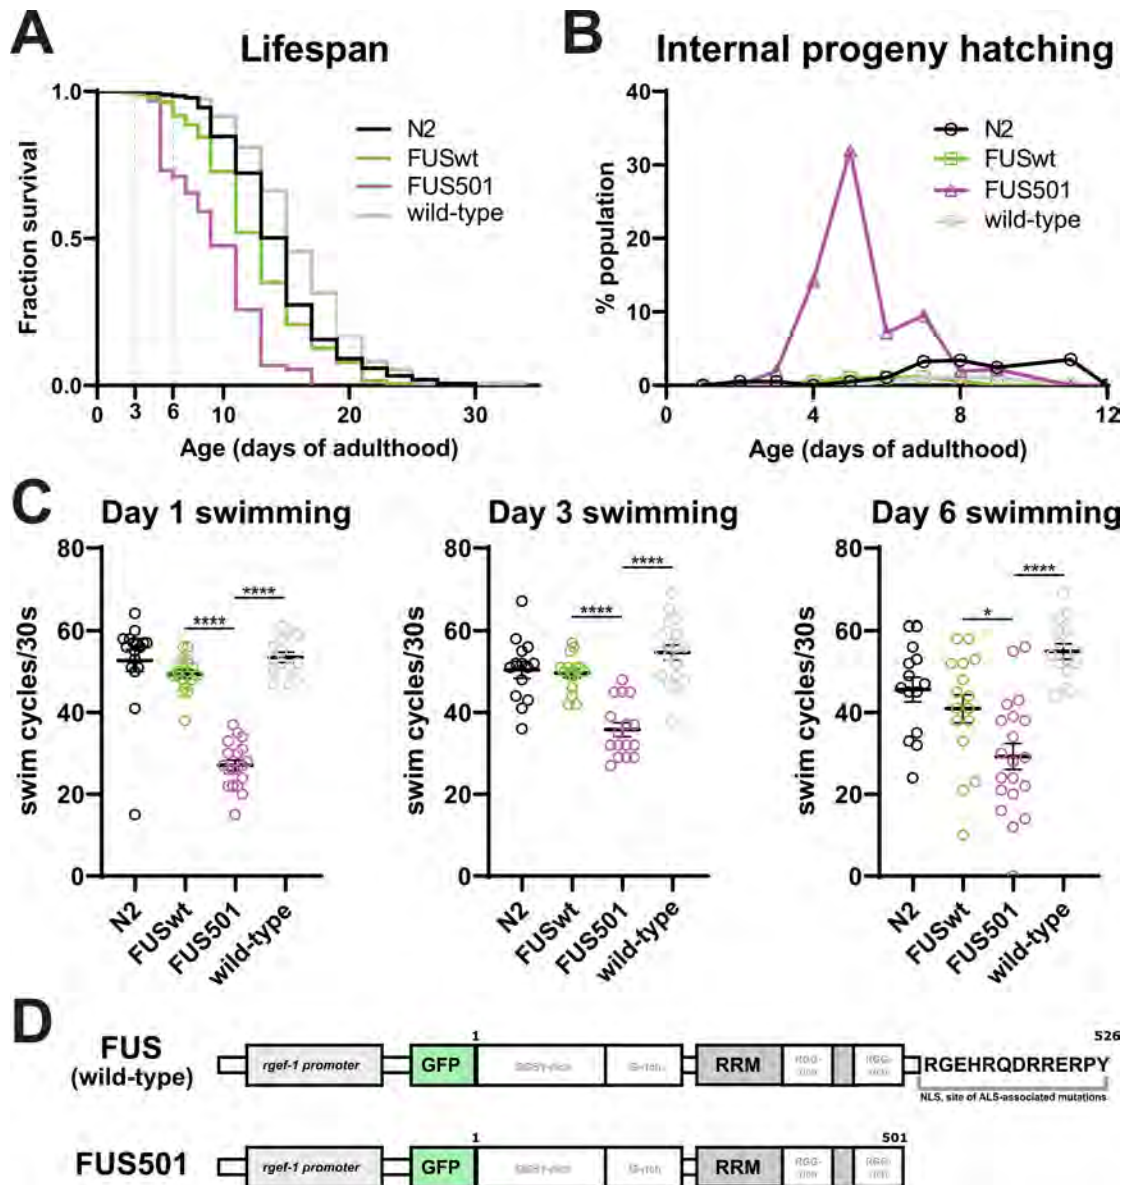 A
Lifespan
Fraction survival
1.0
0.5
0.0
0
3
6
10
20
30
Age (days of adulthood)
N2
FUSwt
FUS501
wild-type
B
Internal progeny hatching
% population
40
30
20
10
0
0
4
8
12
Age (days of adulthood)
N2
FUSwt
FUS501
wild-type
C
Day 1 swimming
swim cycles/30s
80
60
40
20
0
****
****
N2
FUSwt
FUS501
wild-type
Day 3 swimming
swim cycles/30s
80
60
40
20
0
****
****
N2
FUSwt
FUS501
wild-type
Day 6 swimming
swim cycles/30s
80
60
40
20
0
*
****
N2
FUSwt
FUS501
wild-type
D
FUS
(wild-type)
1
526
rgef-1 promoter
GFP
RRM
RGEHRQDRRERPY
NLS, site of ALS-associated mutations
FUS501
1
501
rgef-1 promoter
GFP
RRM